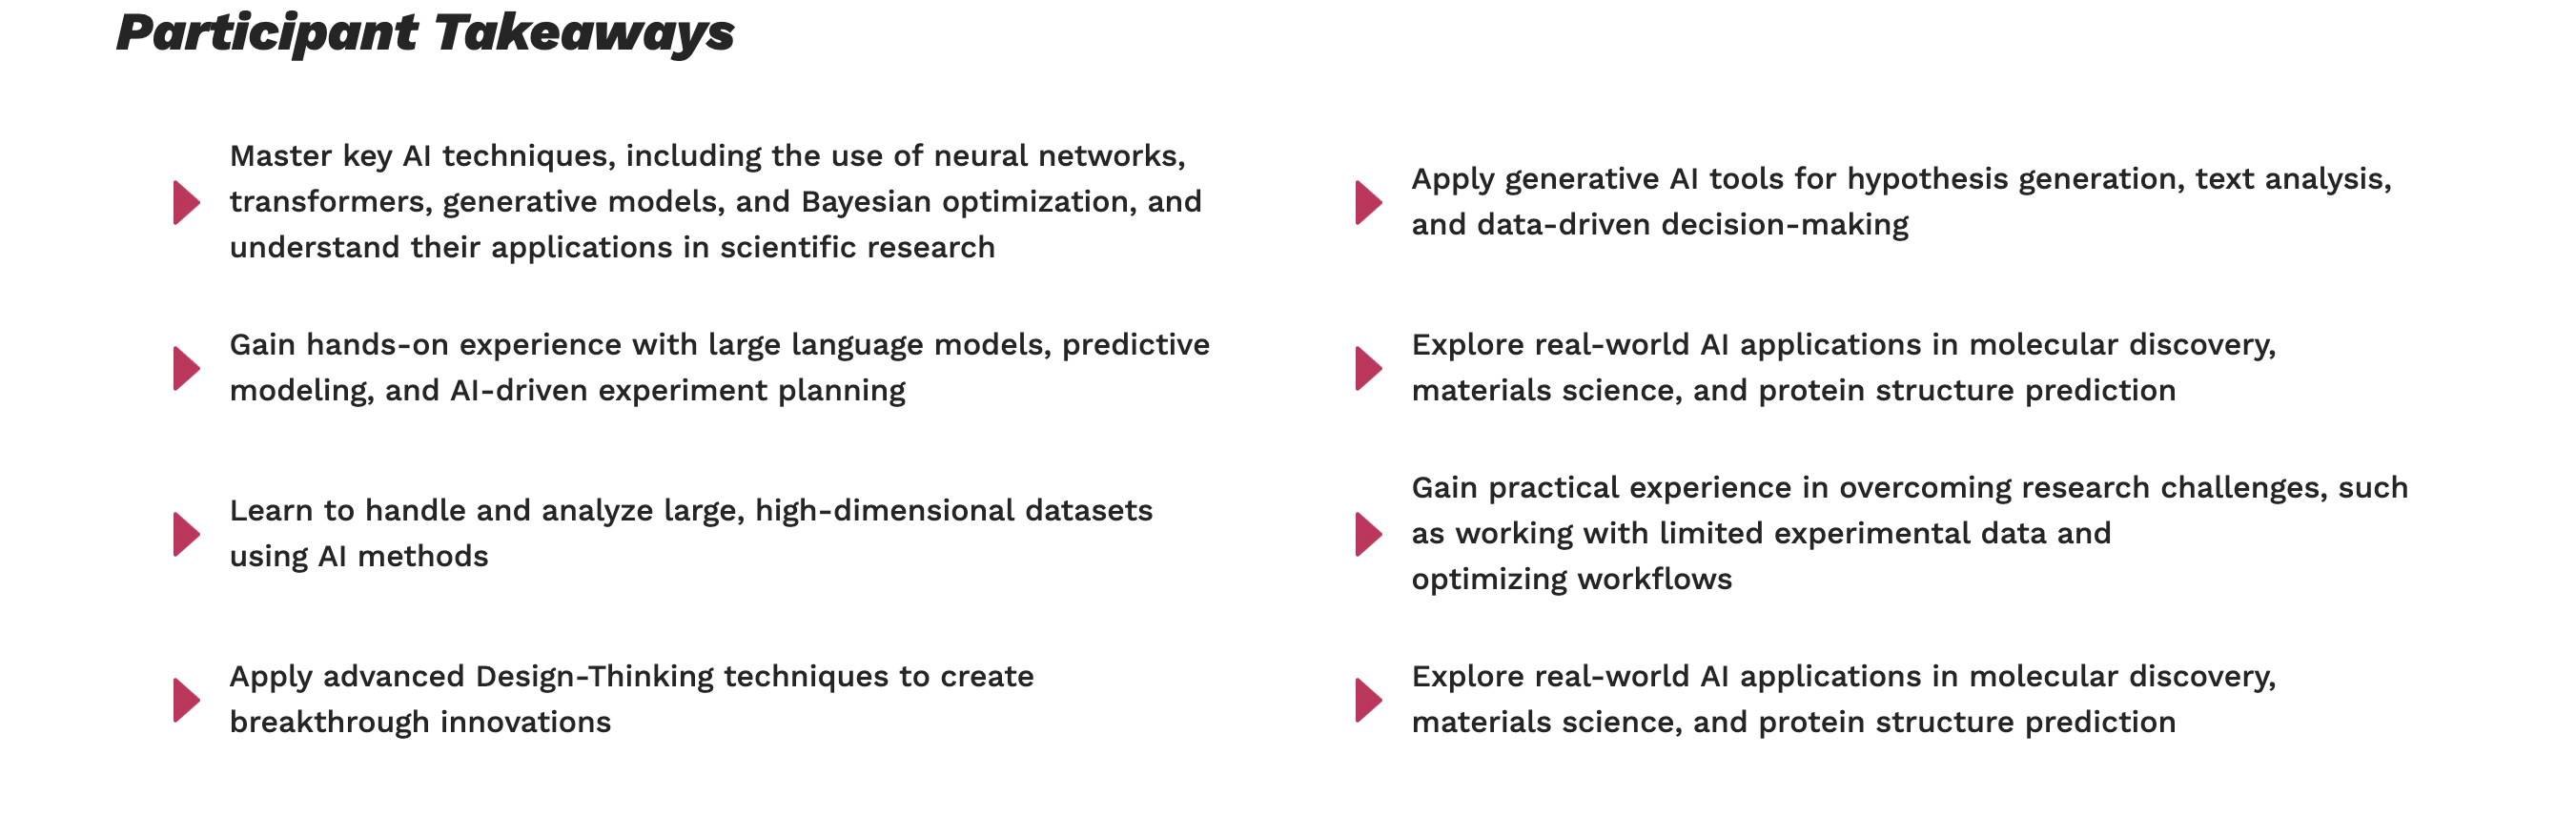 Participant Takeaways
Master key AI techniques, including the use of neural networks,
transformers, generative models, and Bayesian optimization, and
understand their applications in scientific research
Gain hands-on experience with large language models, predictive
modeling, and AI-driven experiment planning
Learn to handle and analyze large, high-dimensional datasets
using AI methods
Apply advanced Design-Thinking techniques to create
breakthrough innovations
Apply generative AI tools for hypothesis generation, text analysis,
and data-driven decision-making
Explore real-world AI applications in molecular discovery,
materials science, and protein structure prediction
Gain practical experience in overcoming research challenges, such
as working with limited experimental data and
optimizing workflows
Explore real-world AI applications in molecular discovery,
materials science, and protein structure prediction